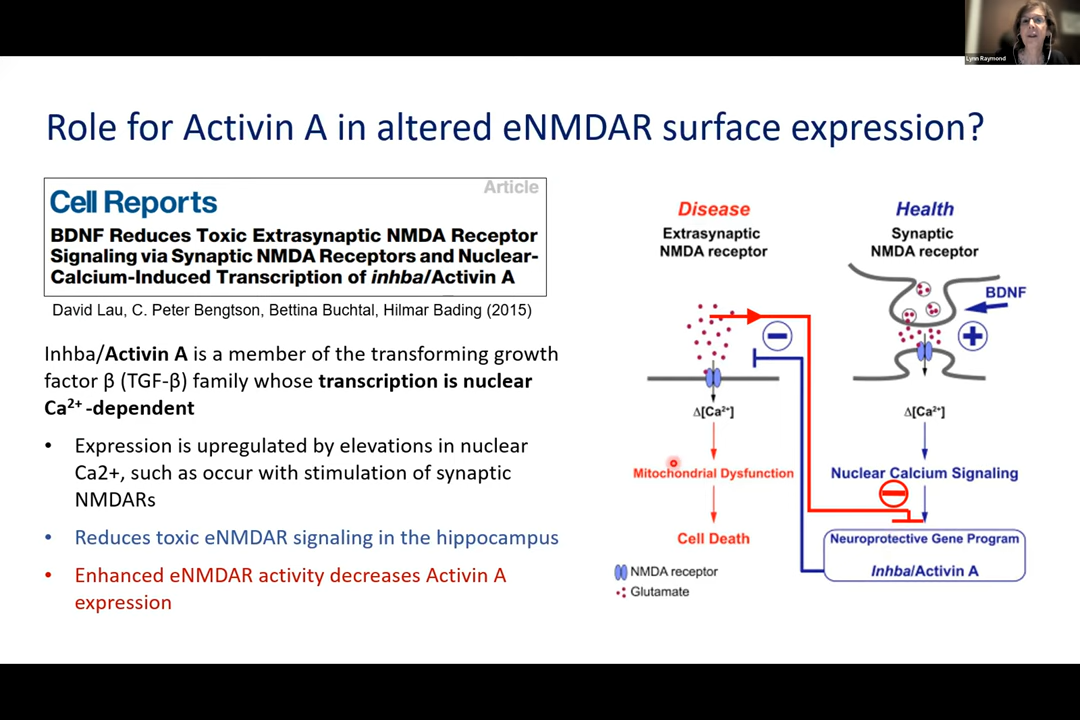 Lynn Raymond
Role for Activin A in altered eNMDAR surface expression?
Article
Cell Reports
BDNF Reduces Toxic Extrasynaptic NMDA Receptor
Signaling via Synaptic NMDA Receptors and Nuclear-
Calcium-Induced Transcription of inhba/Activin A
David Lau, C. Peter Bengtson, Bettina Buchtal, Hilmar Bading (2015)
Inhba/Activin A is a member of the transforming growth
factor β (TGF-β) family whose transcription is nuclear
Ca²⁺ -dependent
• Expression is upregulated by elevations in nuclear
Ca2+, such as occur with stimulation of synaptic
NMDARs
• Reduces toxic eNMDAR signaling in the hippocampus
• Enhanced eNMDAR activity decreases Activin A
expression
Disease
Extrasynaptic
NMDA receptor
Δ[Ca²⁺]
Mitochondrial Dysfunction
Cell Death
NMDA receptor
Glutamate
Health
Synaptic
NMDA receptor
BDNF
Δ[Ca²⁺]
Nuclear Calcium Signaling
Neuroprotective Gene Program
Inhba/Activin A